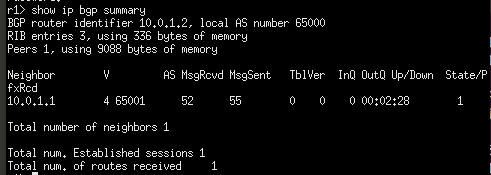 r1> show ip bgp summary
BGP router identifier 10.0.1.2, local AS number 65000
RIB entries 3, using 336 bytes of memory
Peers 1, using 9088 bytes of memory
Neighbor        V    AS MsgRcvd MsgSent   TblVer  InQ OutQ Up/Down  State/P
fxRcd
10.0.1.1        4 65001      52      55        0    0    0 00:02:28        1
Total number of neighbors 1
Total num. Established sessions 1
Total num. of routes received     1